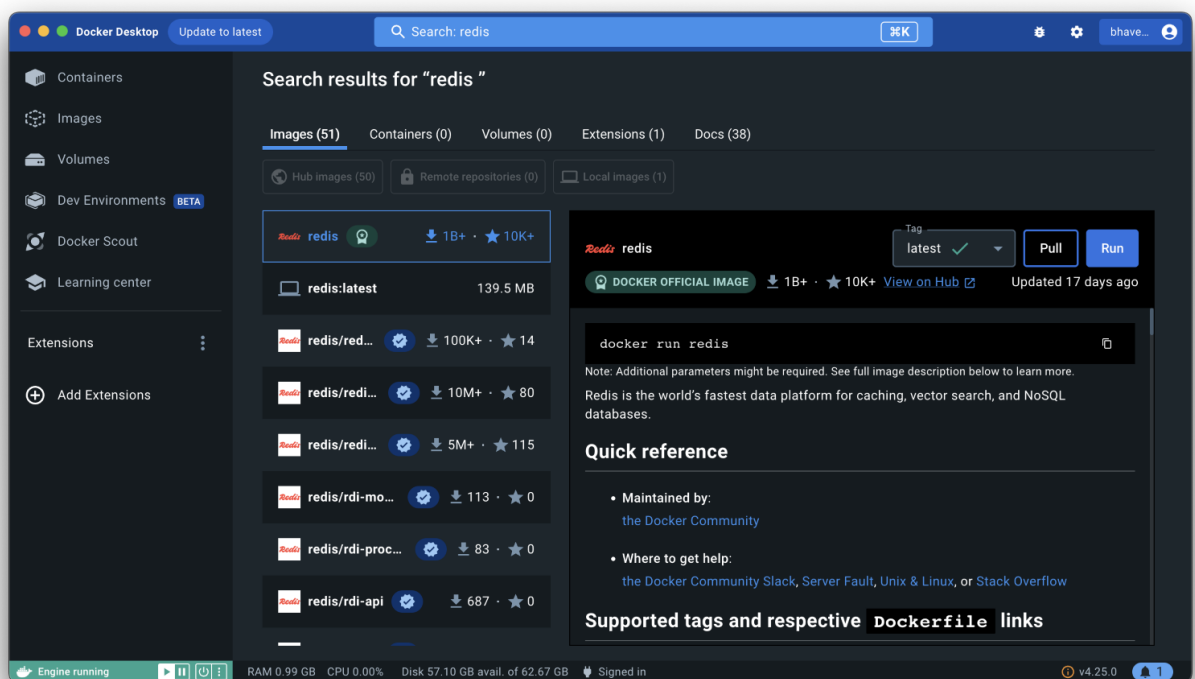 Docker Desktop Update to latest Search: redis ⌘K bhave...
Containers
Images
Volumes
Dev Environments BETA
Docker Scout
Learning center
Extensions
Add Extensions
Search results for “redis ”
Images (51) Containers (0) Volumes (0) Extensions (1) Docs (38)
Hub images (50) Remote repositories (0) Local images (1)
Redis redis 1B+ · 10K+
redis:latest 139.5 MB
Redis redis/red... 100K+ · 14
Redis redis/redi... 10M+ · 80
Redis redis/redi... 5M+ · 115
Redis redis/rdi-mo... 113 · 0
Redis redis/rdi-proc... 83 · 0
Redis redis/rdi-api 687 · 0
Redis redis
Tag
latest
Pull
Run
DOCKER OFFICIAL IMAGE 1B+ · 10K+ View on Hub Updated 17 days ago
docker run redis
Note: Additional parameters might be required. See full image description below to learn more.
Redis is the world’s fastest data platform for caching, vector search, and NoSQL
databases.
Quick reference
• Maintained by:
the Docker Community
• Where to get help:
the Docker Community Slack, Server Fault, Unix & Linux, or Stack Overflow
Supported tags and respective Dockerfile links
Engine running RAM 0.99 GB CPU 0.00% Disk 57.10 GB avail. of 62.67 GB Signed in v4.25.0 1